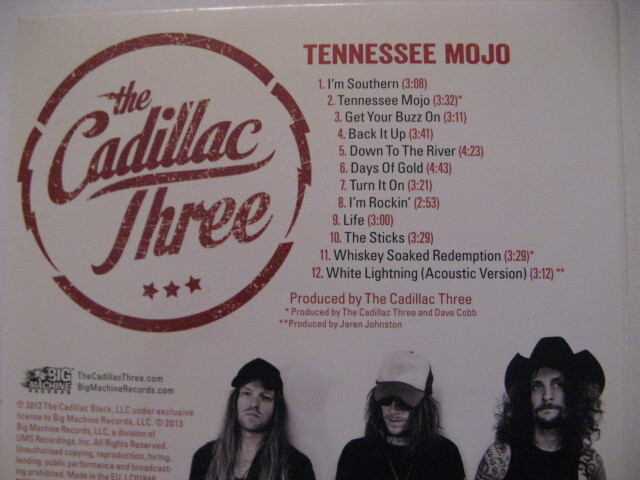 the
Cadillac
Three
TENNESSEE MOJO
1. I'm Southern (3:08)
2. Tennessee Mojo (3:32)*
3. Get Your Buzz On (3:11)
4. Back It Up (3:41)
5. Down To The River (4:23)
6. Days Of Gold (4:43)
7. Turn It On (3:21)
8. I'm Rockin' (2:53)
9. Life (3:00)
10. The Sticks (3:29)
11. Whiskey Soaked Redemption (3:29)*
12. White Lightning (Acoustic Version) (3:12)**
Produced by The Cadillac Three
* Produced by The Cadillac Three and Dave Cobb
**Produced by Jaren Johnston
BIG
MACHINE
RECORDS
TheCadillacThree.com
BigMachineRecords.com
℗ 2012 The Cadillac Black, LLC under exclusive
license to Big Machine Records, LLC. © 2013
Big Machine Records, LLC, a division of
UMG Recordings, Inc. All Rights Reserved.
Unauthorised copying, reproduction, hiring,
lending, public performance and broadcast-
ing prohibited. Made in the EU.